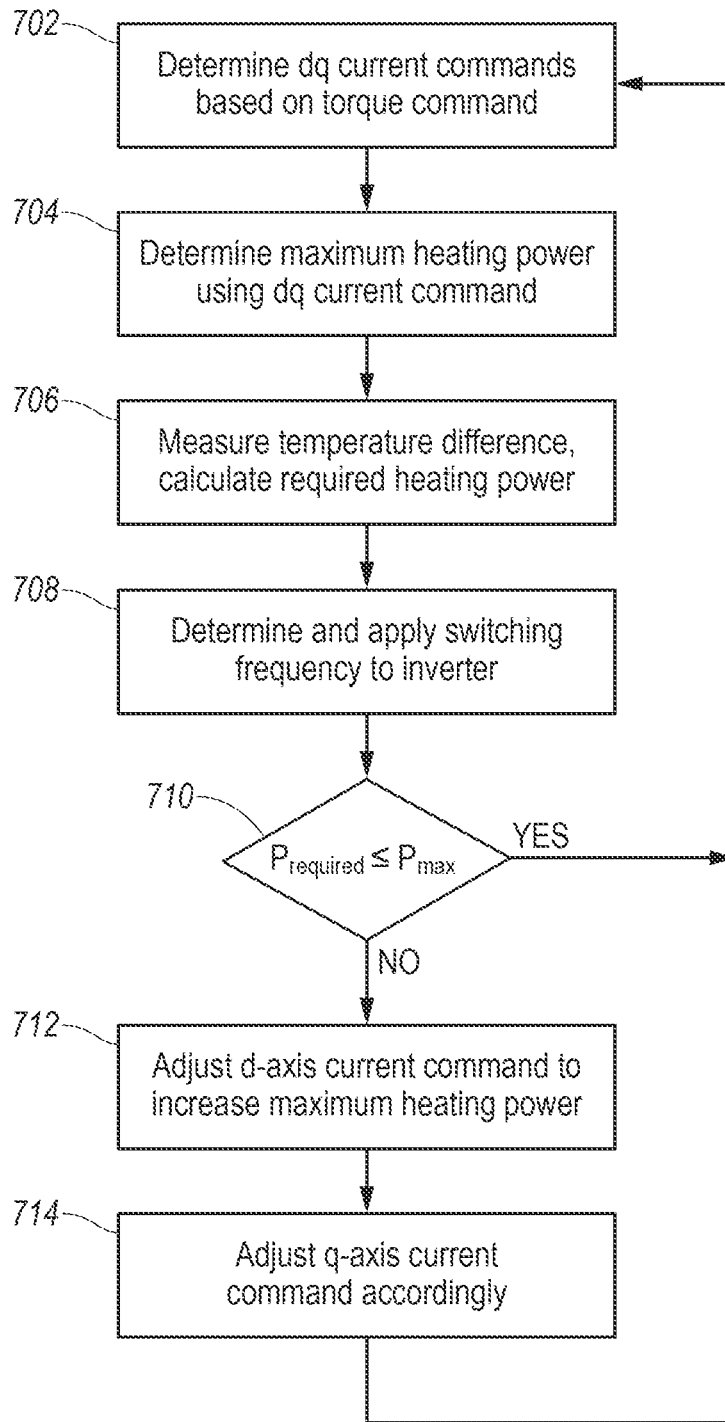 702
Determine dq current commands
based on torque command
704
Determine maximum heating power
using dq current command
706
Measure temperature difference,
calculate required heating power
708
Determine and apply switching
frequency to inverter
710
Prequired ≤ Pmax
YES
NO
712
Adjust d-axis current command to
increase maximum heating power
714
Adjust q-axis current
command accordingly